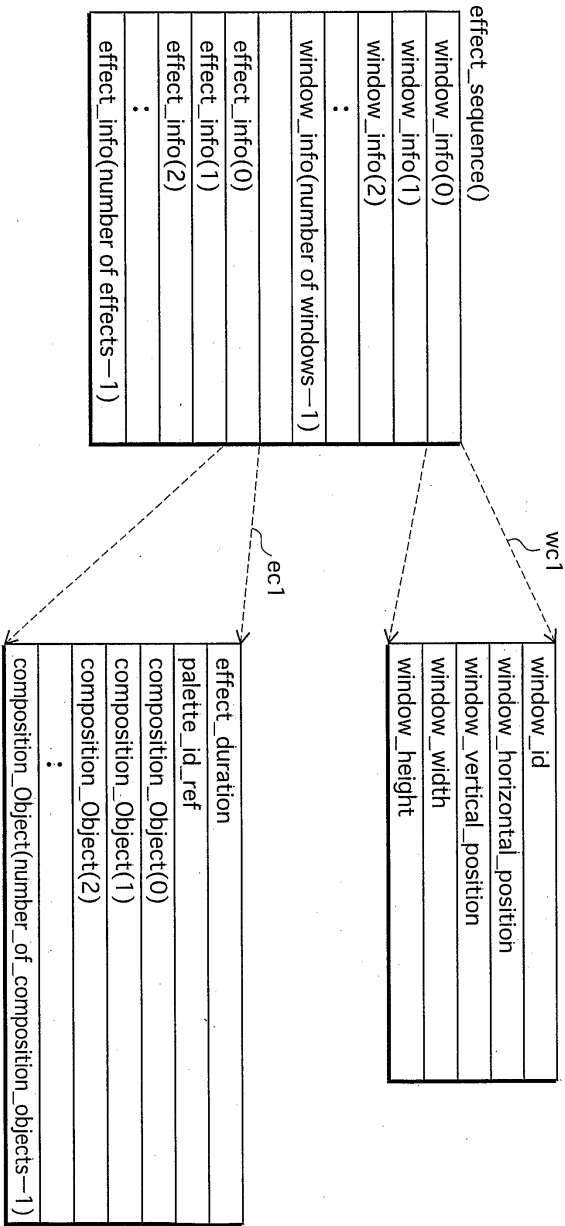 effect_sequence()
window_info(0)
window_info(1)
window_info(2)
:
window_info(number of windows—1)
effect_info(0)
effect_info(1)
effect_info(2)
:
effect_info(number of effects—1)
wc1
window_id
window_horizontal_position
window_vertical_position
window_width
window_height
ec1
effect_duration
palette_id_ref
composition_Object(0)
composition_Object(1)
composition_Object(2)
:
composition_Object(number_of_composition_objects—1)